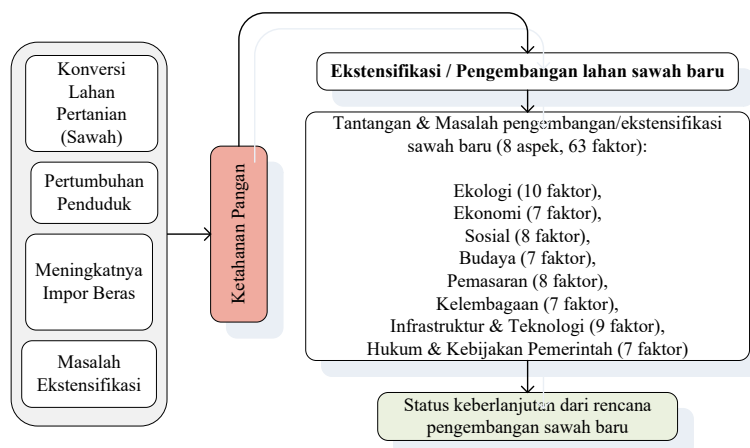 Konversi
Lahan
Pertanian
(Sawah)
Pertumbuhan
Penduduk
Meningkatnya
Impor Beras
Masalah
Ekstensifikasi
Ketahanan Pangan
Ekstensifikasi / Pengembangan lahan sawah baru
Tantangan & Masalah pengembangan/ekstensifikasi
sawah baru (8 aspek, 63 faktor):
Ekologi (10 faktor),
Ekonomi (7 faktor),
Sosial (8 faktor),
Budaya (7 faktor),
Pemasaran (8 faktor),
Kelembagaan (7 faktor),
Infrastruktur & Teknologi (9 faktor),
Hukum & Kebijakan Pemerintah (7 faktor)
Status keberlanjutan dari rencana
pengembangan sawah baru